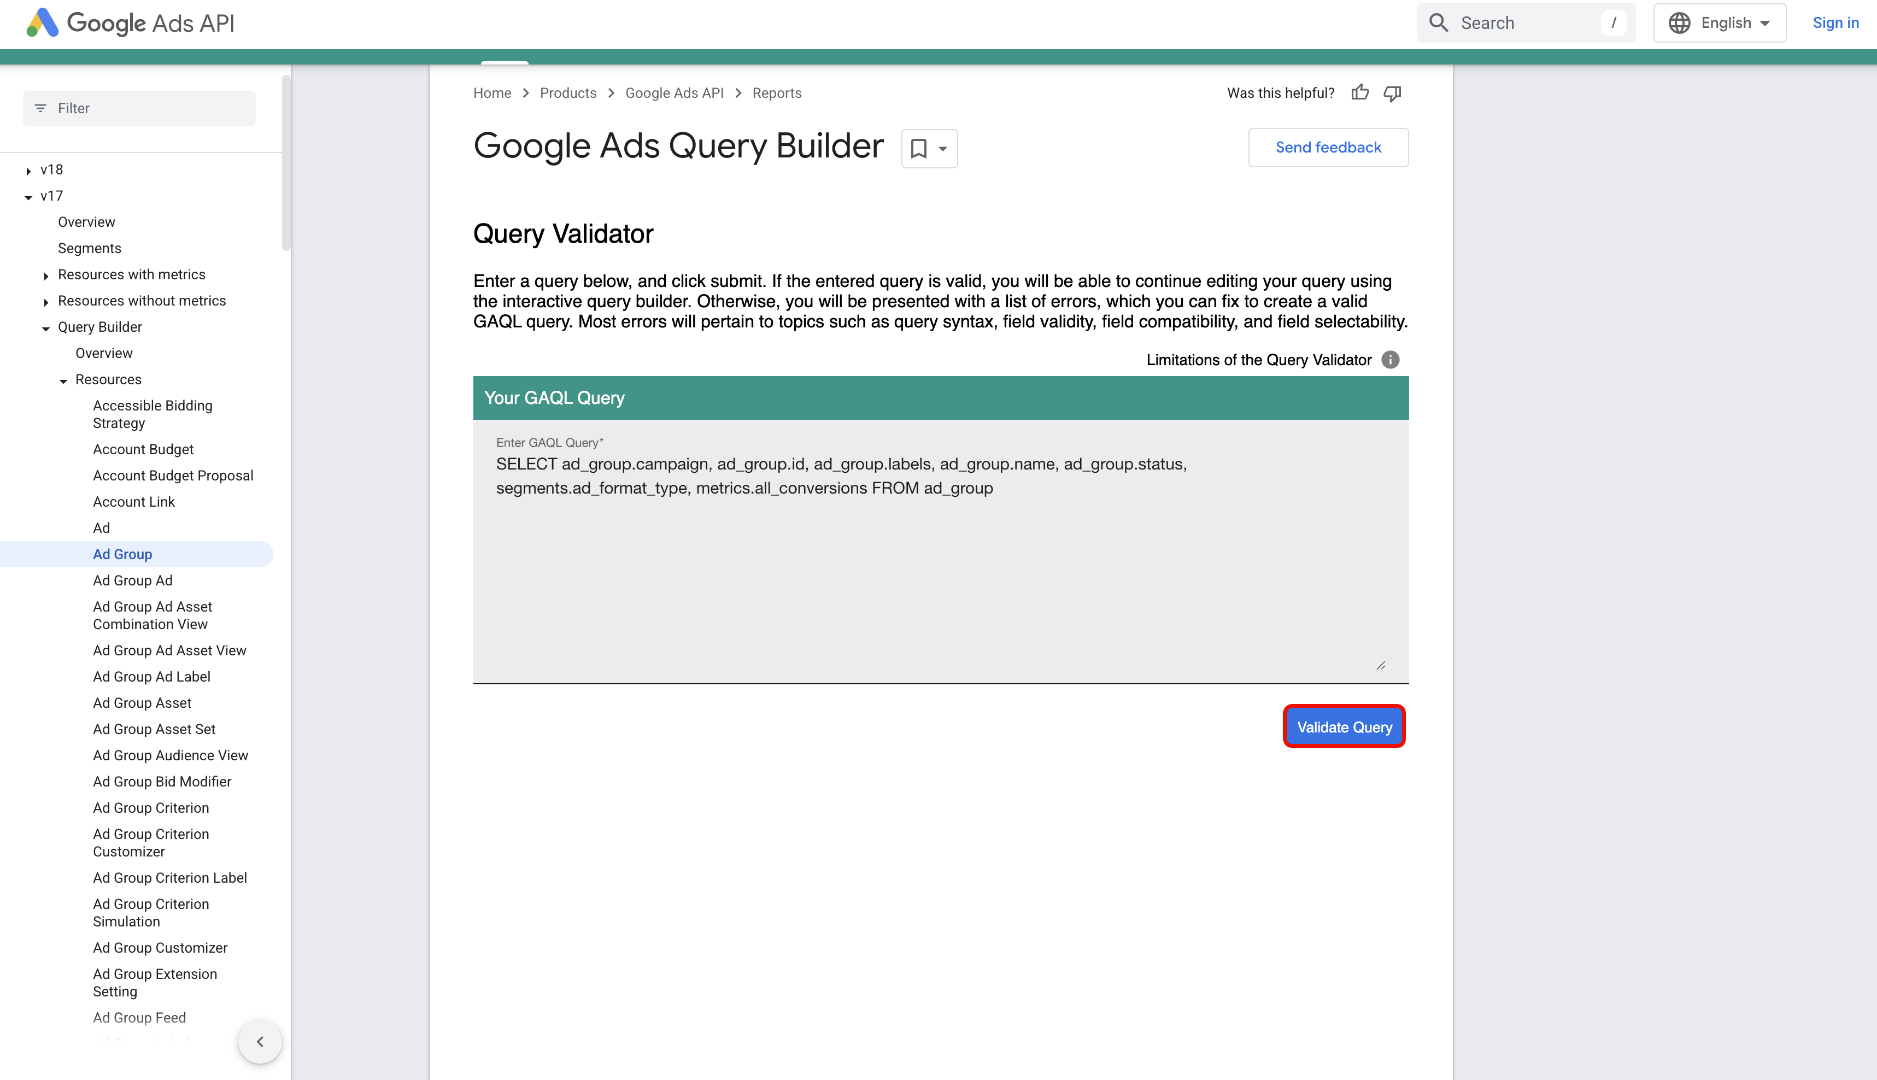 Google Ads API
Search
/
English
Sign in
Filter
v18
v17
Overview
Segments
Resources with metrics
Resources without metrics
Query Builder
Overview
Resources
Accessible Bidding
Strategy
Account Budget
Account Budget Proposal
Account Link
Ad
Ad Group
Ad Group Ad
Ad Group Ad Asset
Combination View
Ad Group Ad Asset View
Ad Group Ad Label
Ad Group Asset
Ad Group Asset Set
Ad Group Audience View
Ad Group Bid Modifier
Ad Group Criterion
Ad Group Criterion
Customizer
Ad Group Criterion Label
Ad Group Criterion
Simulation
Ad Group Customizer
Ad Group Extension
Setting
Ad Group Feed
Home > Products > Google Ads API > Reports
Was this helpful?
Google Ads Query Builder
Send feedback
Query Validator
Enter a query below, and click submit. If the entered query is valid, you will be able to continue editing your query using
the interactive query builder. Otherwise, you will be presented with a list of errors, which you can fix to create a valid
GAQL query. Most errors will pertain to topics such as query syntax, field validity, field compatibility, and field selectability.
Limitations of the Query Validator
Your GAQL Query
Enter GAQL Query*
SELECT ad_group.campaign, ad_group.id, ad_group.labels, ad_group.name, ad_group.status,
segments.ad_format_type, metrics.all_conversions FROM ad_group
Validate Query